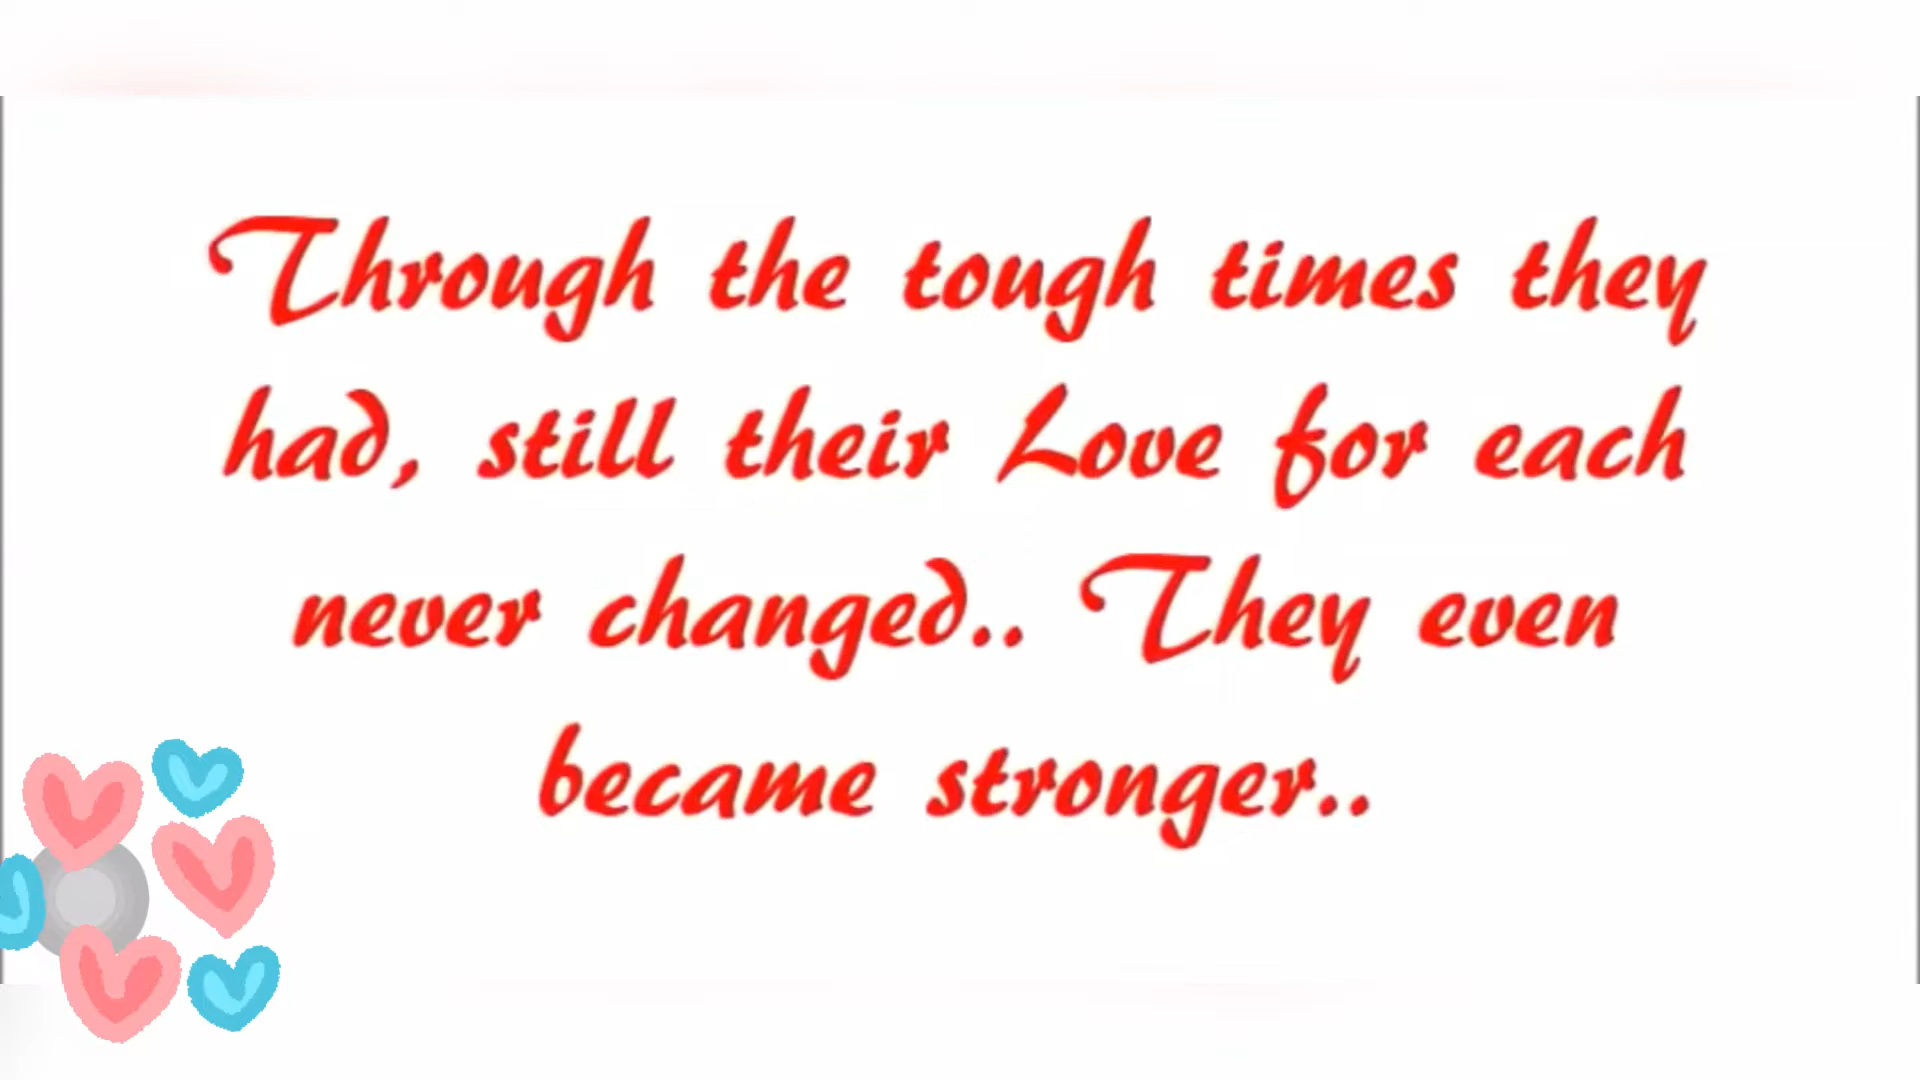 Through the tough times they
had, still their Love for each
never changed.. They even
became stronger..